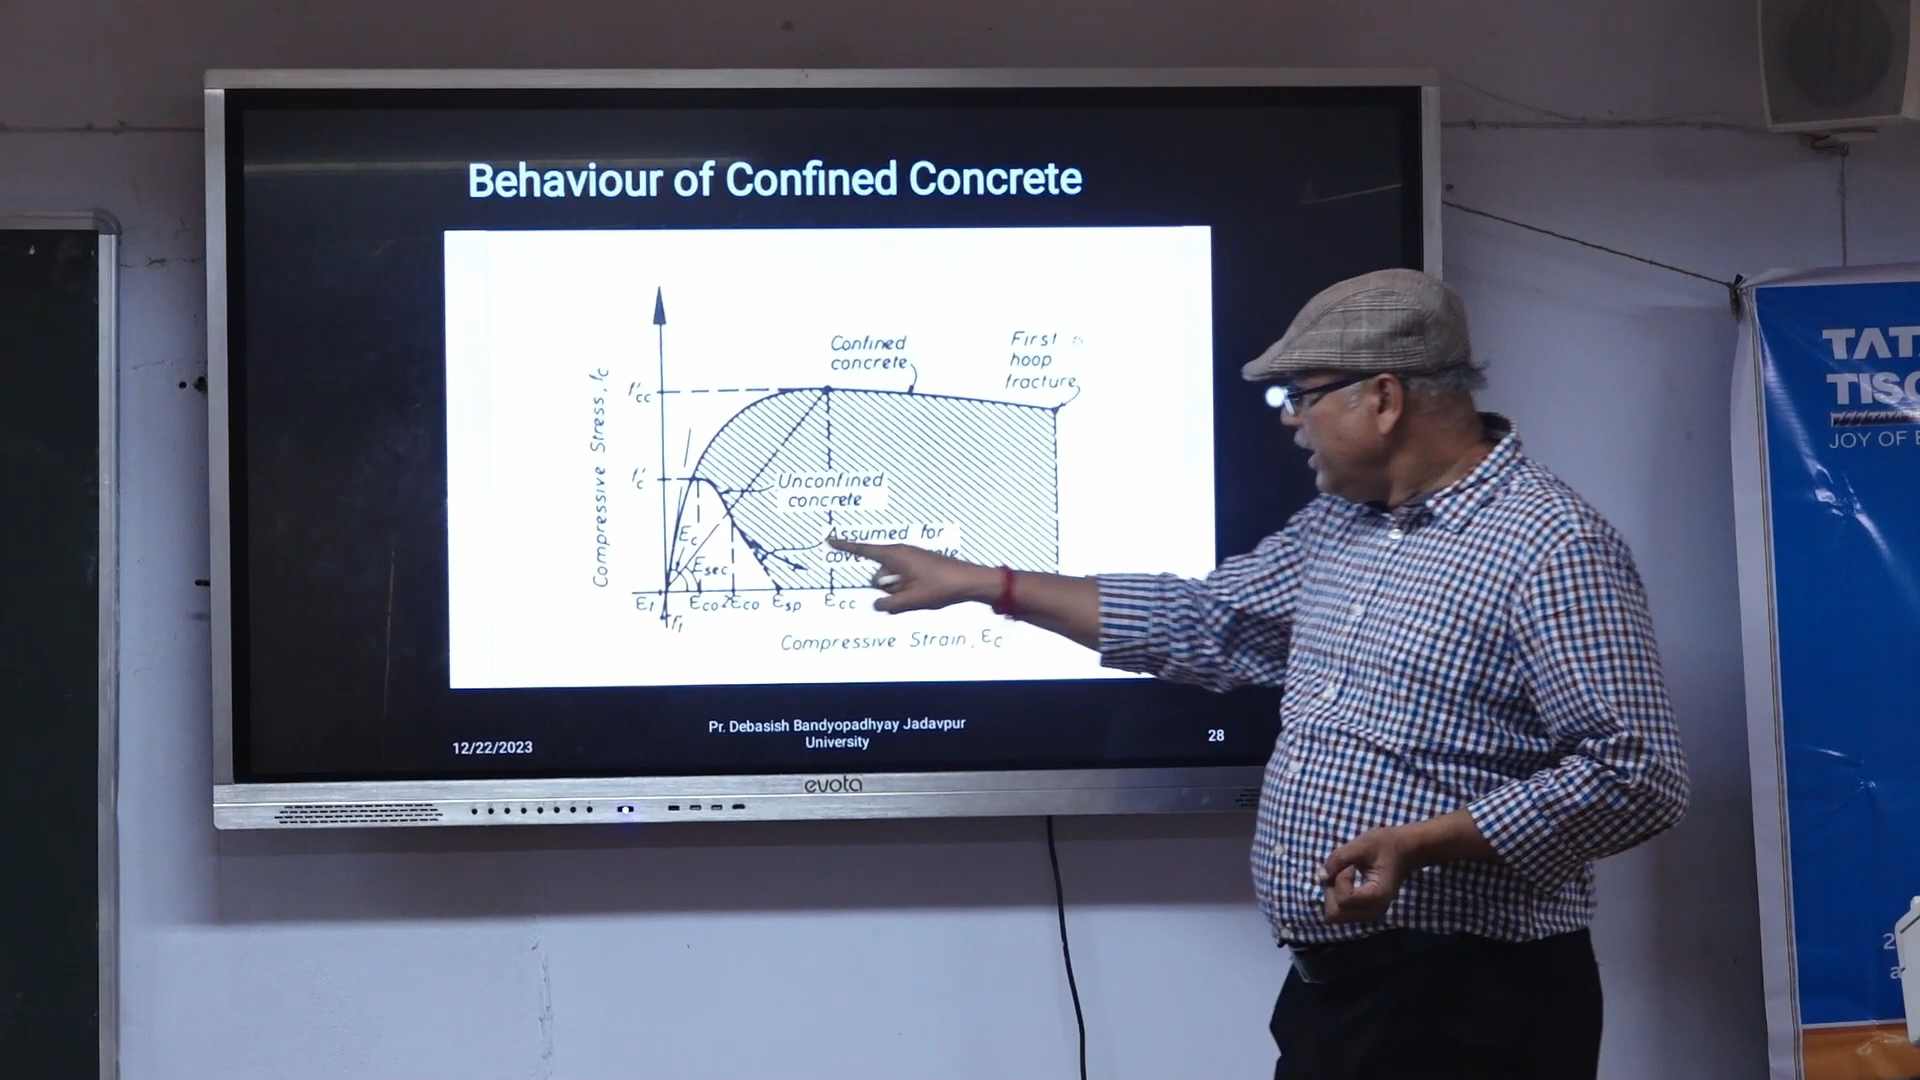 Behaviour of Confined Concrete
Confined
concrete
First
hoop
fracture
Compressive Stress, fc
f'cc
f'c
Unconfined
concrete
Assumed for
Ec
Esec
εt
εco
2εco
εsp
εcc
f't
Compressive Strain, εc
12/22/2023
Pr. Debasish Bandyopadhyay Jadavpur
University
28
evota
JOY OF